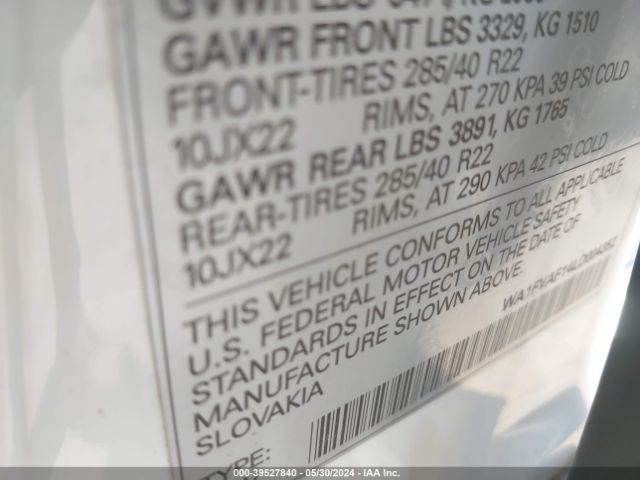 GAWR FRONT LBS 3329, KG 1510
FRONT-TIRES 285/40 R22
10JX22 RIMS, AT 270 KPA 39 PSI COLD
GAWR REAR LBS 3891, KG 1765
REAR-TIRES 285/40 R22
10JX22 RIMS, AT 290 KPA 42 PSI COLD
THIS VEHICLE CONFORMS TO ALL APPLICABLE
U.S. FEDERAL MOTOR VEHICLE SAFETY
STANDARDS IN EFFECT ON THE DATE OF
MANUFACTURE SHOWN ABOVE.
SLOVAKIA
TYPE:
000-39527840 - 05/30/2024 - IAA Inc.